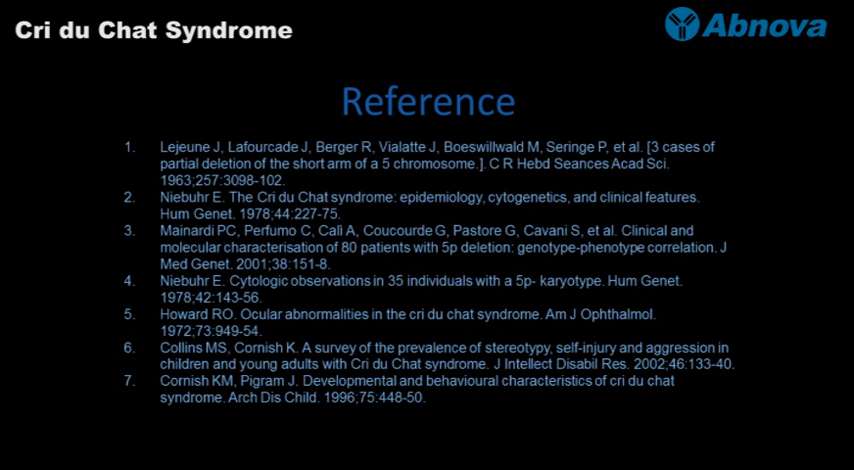 Cri du Chat Syndrome
Abnova
Reference
1. Lejeune J, Lafourcade J, Berger R, Vialatte J, Boeswillwald M, Seringe P, et al. [3 cases of
partial deletion of the short arm of a 5 chromosome.]. C R Hebd Seances Acad Sci.
1963;257:3098-102.
2. Niebuhr E. The Cri du Chat syndrome: epidemiology, cytogenetics, and clinical features.
Hum Genet. 1978;44:227-75.
3. Mainardi PC, Perfumo C, Calì A, Coucourde G, Pastore G, Cavani S, et al. Clinical and
molecular characterisation of 80 patients with 5p deletion: genotype-phenotype correlation. J
Med Genet. 2001;38:151-8.
4. Niebuhr E. Cytologic observations in 35 individuals with a 5p- karyotype. Hum Genet.
1978;42:143-56.
5. Howard RO. Ocular abnormalities in the cri du chat syndrome. Am J Ophthalmol.
1972;73:949-54.
6. Collins MS, Cornish K. A survey of the prevalence of stereotypy, self-injury and aggression in
children and young adults with Cri du Chat syndrome. J Intellect Disabil Res. 2002;46:133-40.
7. Cornish KM, Pigram J. Developmental and behavioural characteristics of cri du chat
syndrome. Arch Dis Child. 1996;75:448-50.